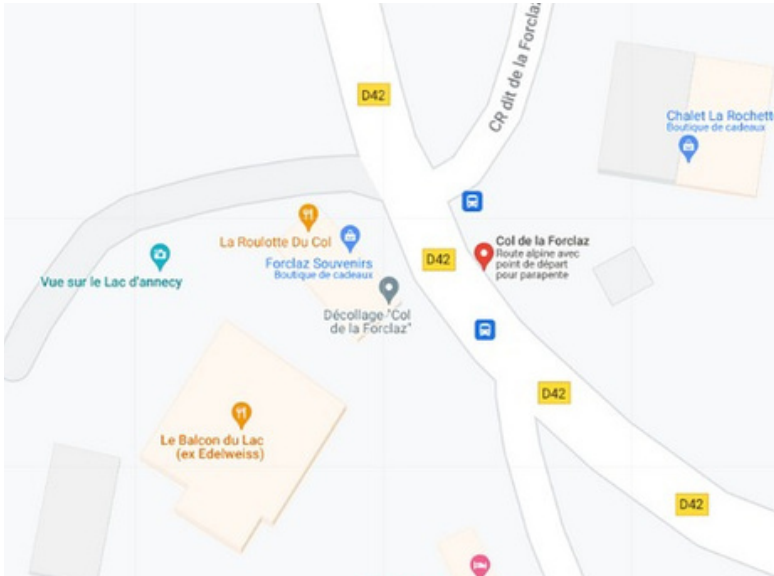 CR dit de la Forclaz
D42
Chalet La Rochett
Boutique de cadeaux
La Roulotte Du Col
Forclaz Souvenirs
Boutique de cadeaux
Vue sur le Lac d'annecy
D42
Col de la Forclaz
Route alpine avec
point de départ
pour parapente
Décollage "Col
de la Forclaz"
D42
Le Balcon du Lac
(ex Edelweiss)
D42